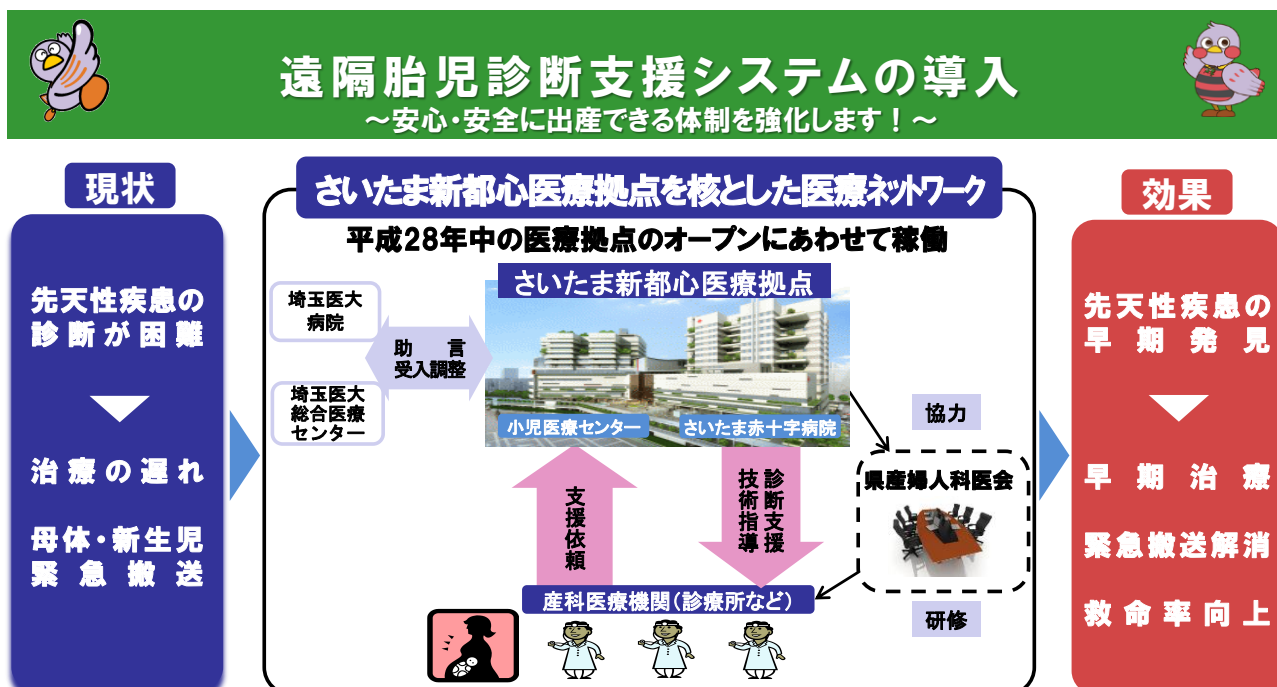 遠隔胎児診断支援システムの導入
～安心・安全に出産できる体制を強化します！～
現状
先天性疾患の
診断が困難
治療の遅れ
母体・新生児
緊急搬送
さいたま新都心医療拠点を核とした医療ネットワーク
平成28年中の医療拠点のオープンにあわせて稼働
さいたま新都心医療拠点
埼玉医大
病院
助 言
受入調整
埼玉医大
総合医療
センター
小児医療センター
さいたま赤十字病院
支援依頼
診断支援
技術指導
協力
県産婦人科医会
研修
産科医療機関（診療所など）
効果
先天性疾患の
早期発見
早期治療
緊急搬送解消
救命率向上